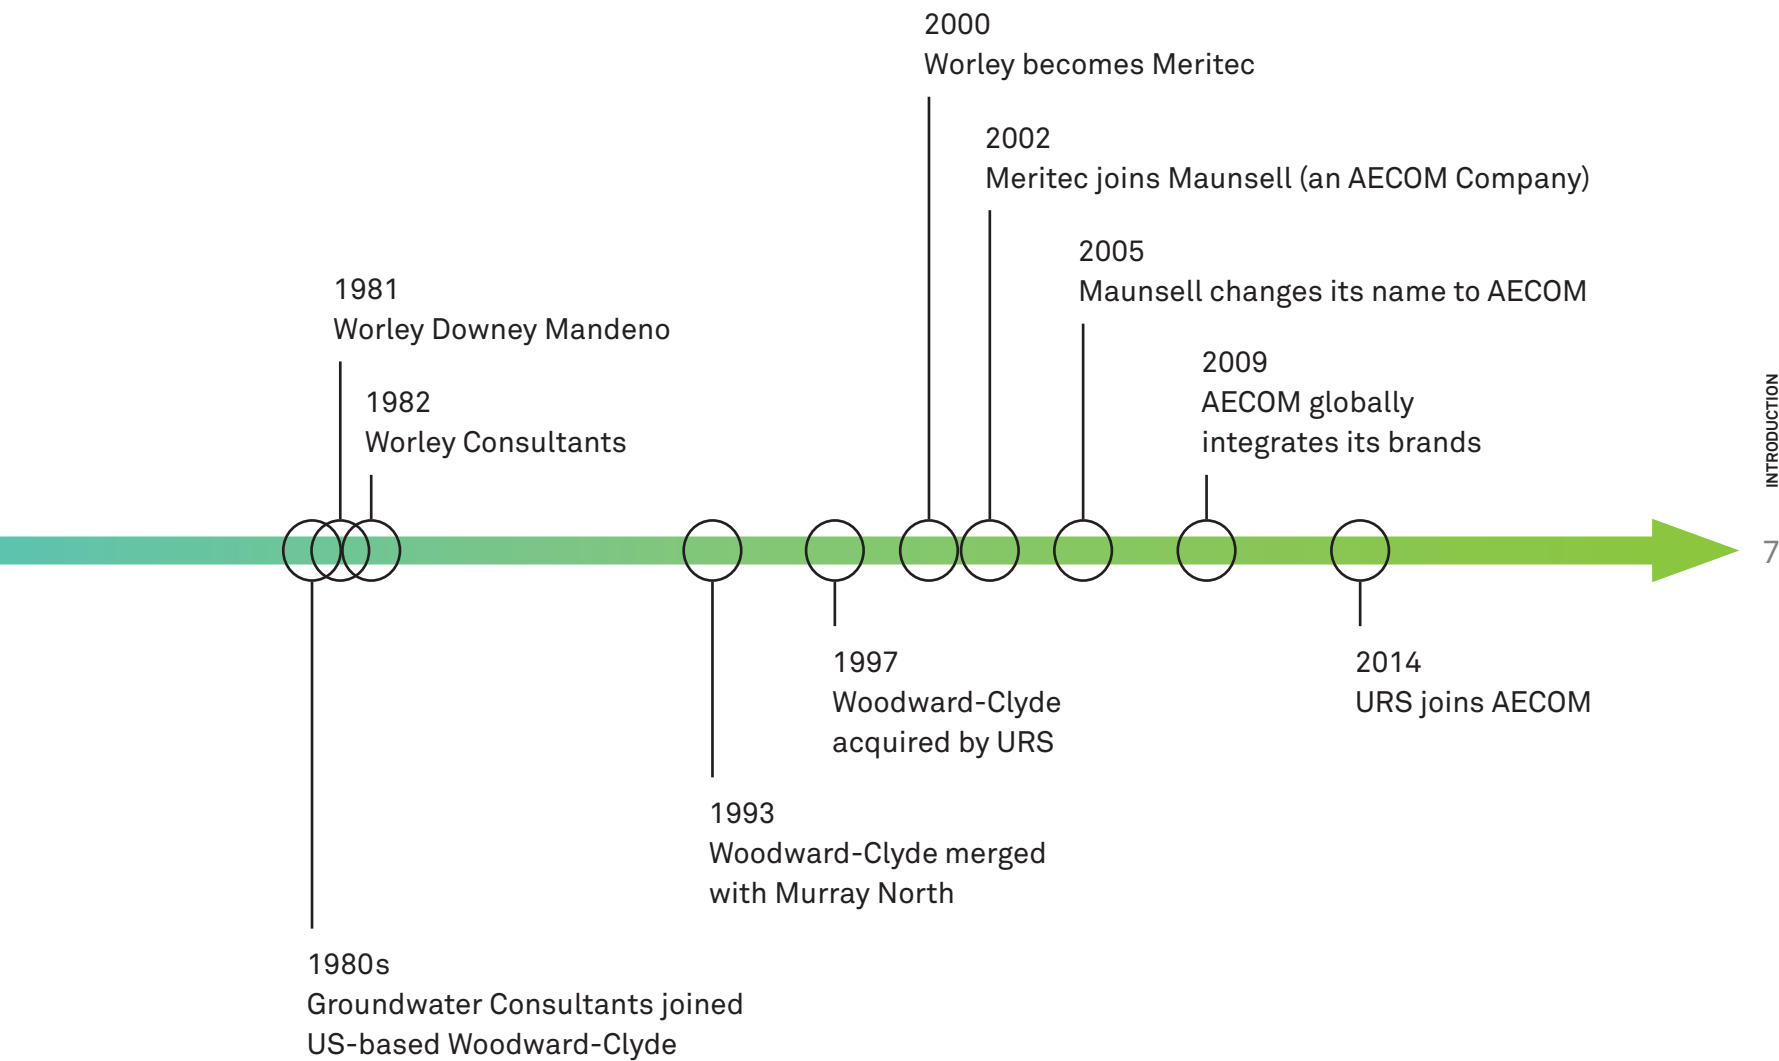 2000
Worley becomes Meritec
2002
Meritec joins Maunsell (an AECOM Company)
2005
Maunsell changes its name to AECOM
1981
Worley Downey Mandeno
2009
AECOM globally
integrates its brands
1982
Worley Consultants
INTRODUCTION
7
1997
Woodward-Clyde
acquired by URS
2014
URS joins AECOM
1993
Woodward-Clyde merged
with Murray North
1980s
Groundwater Consultants joined
US-based Woodward-Clyde